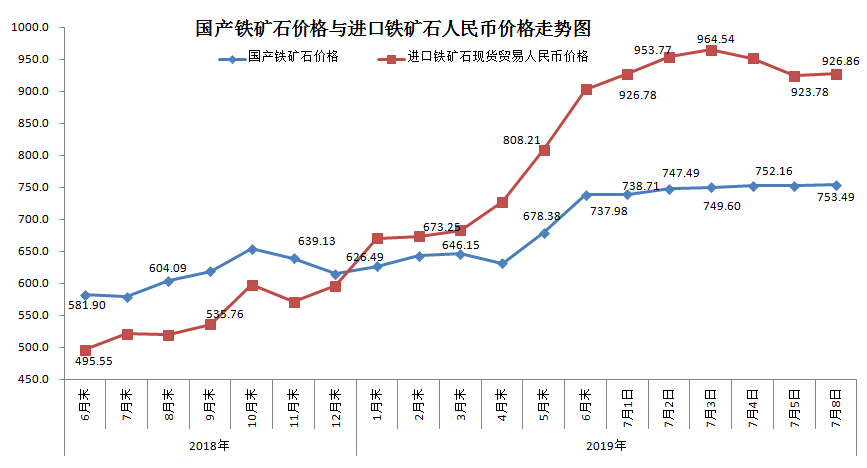 国产铁矿石价格与进口铁矿石人民币价格走势图
国产铁矿石价格
进口铁矿石现货贸易人民币价格
1000.0
950.0
900.0
850.0
800.0
750.0
700.0
650.0
600.0
550.0
500.0
450.0
581.90
604.09
639.13
626.49
646.15
678.38
737.98
738.71
747.49
749.60
752.16
753.49
495.55
535.76
673.25
808.21
926.78
953.77
964.54
923.78
926.86
6月末
7月末
8月末
9月末
10月末
11月末
12月末
1月末
2月末
3月末
4月末
5月末
6月末
7月1日
7月2日
7月3日
7月4日
7月5日
7月8日
2018年
2019年